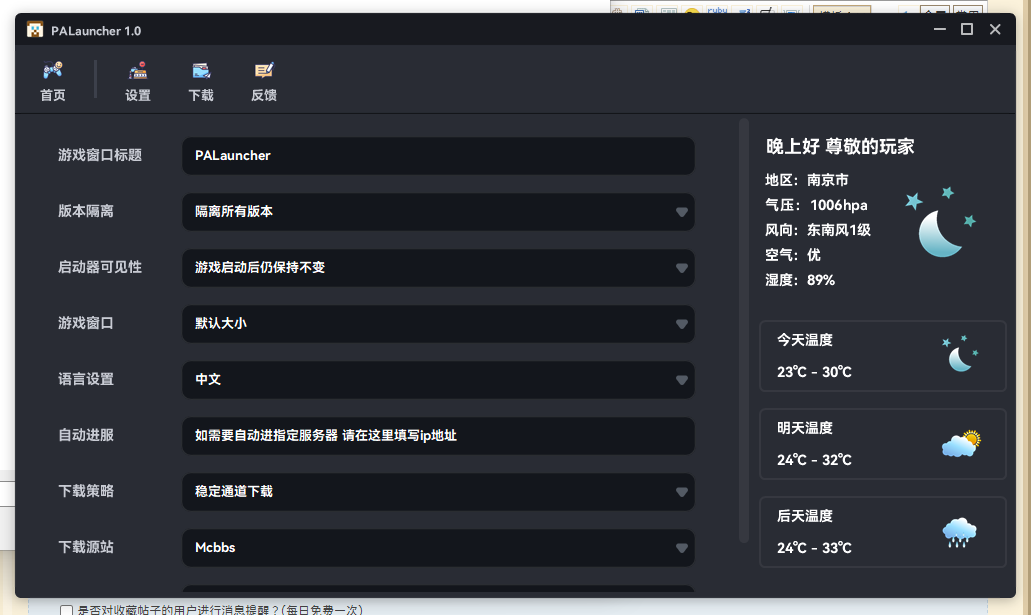 PALauncher 1.0
首页
设置
下载
反馈
游戏窗口标题
PALauncher
版本隔离
隔离所有版本
启动器可见性
游戏启动后仍保持不变
游戏窗口
默认大小
语言设置
中文
自动进服
如需要自动进指定服务器 请在这里填写ip地址
下载策略
稳定通道下载
下载源站
Mcbbs
晚上好 尊敬的玩家
地区：南京市
气压：1006hpa
风向：东南风1级
空气：优
湿度：89%
今天温度
23℃ - 30℃
明天温度
24℃ - 32℃
后天温度
24℃ - 33℃
是否对收藏帖子的用户进行消息提醒？(每日免费一次)